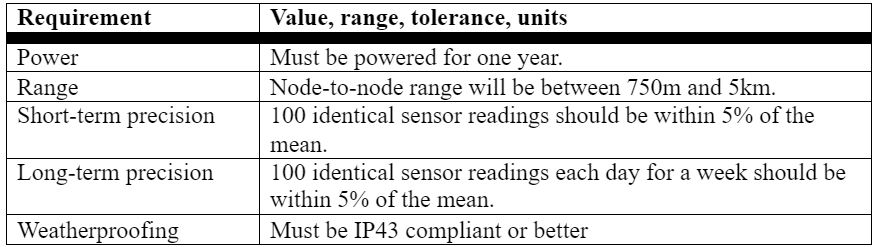 Requirement Value, range, tolerance, units
Power Must be powered for one year.
Range Node-to-node range will be between 750m and 5km.
Short-term precision 100 identical sensor readings should be within 5% of the
mean.
Long-term precision 100 identical sensor readings each day for a week should be
within 5% of the mean.
Weatherproofing Must be IP43 compliant or better